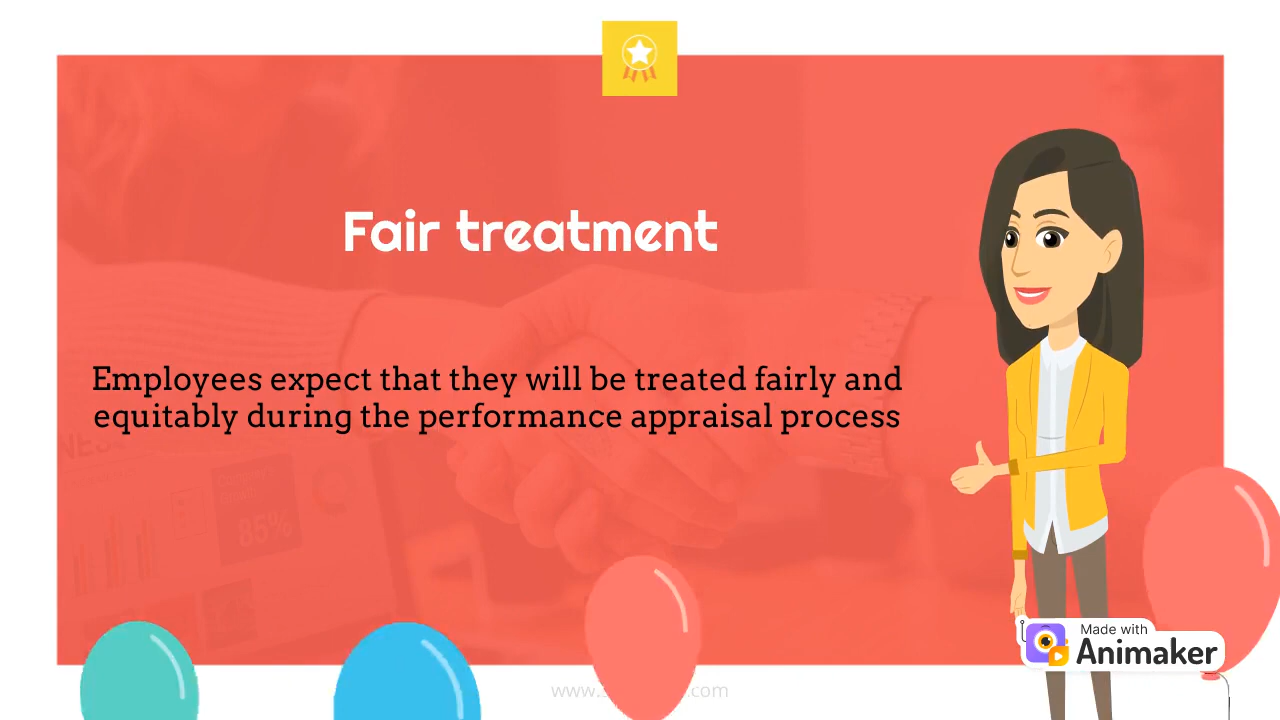 Fair treatment
Employees expect that they will be treated fairly and
equitably during the performance appraisal process
85%
Made with
Animaker